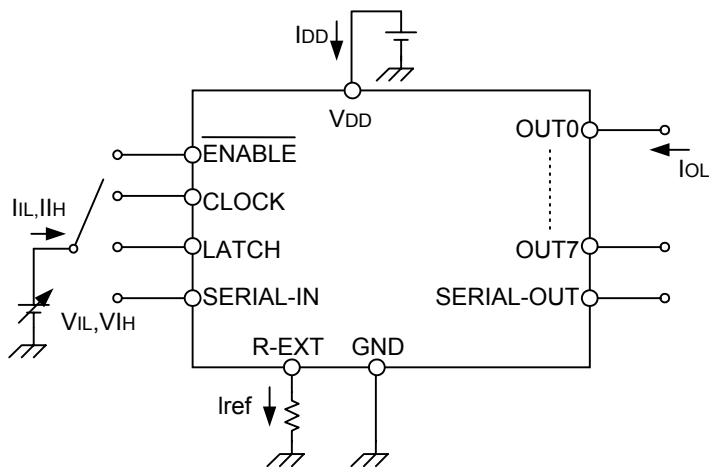 IDD
VDD
ENABLE
OUT0
IOL
CLOCK
IIL,IIH
LATCH
OUT7
SERIAL-IN
SERIAL-OUT
VIL,VIH
R-EXT
GND
Iref